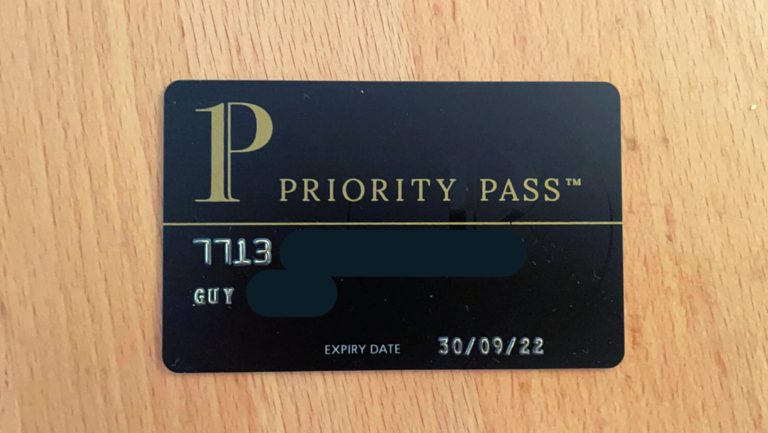 P
PRIORITY PASS™
7713
GUY
EXPIRY DATE 30/09/22